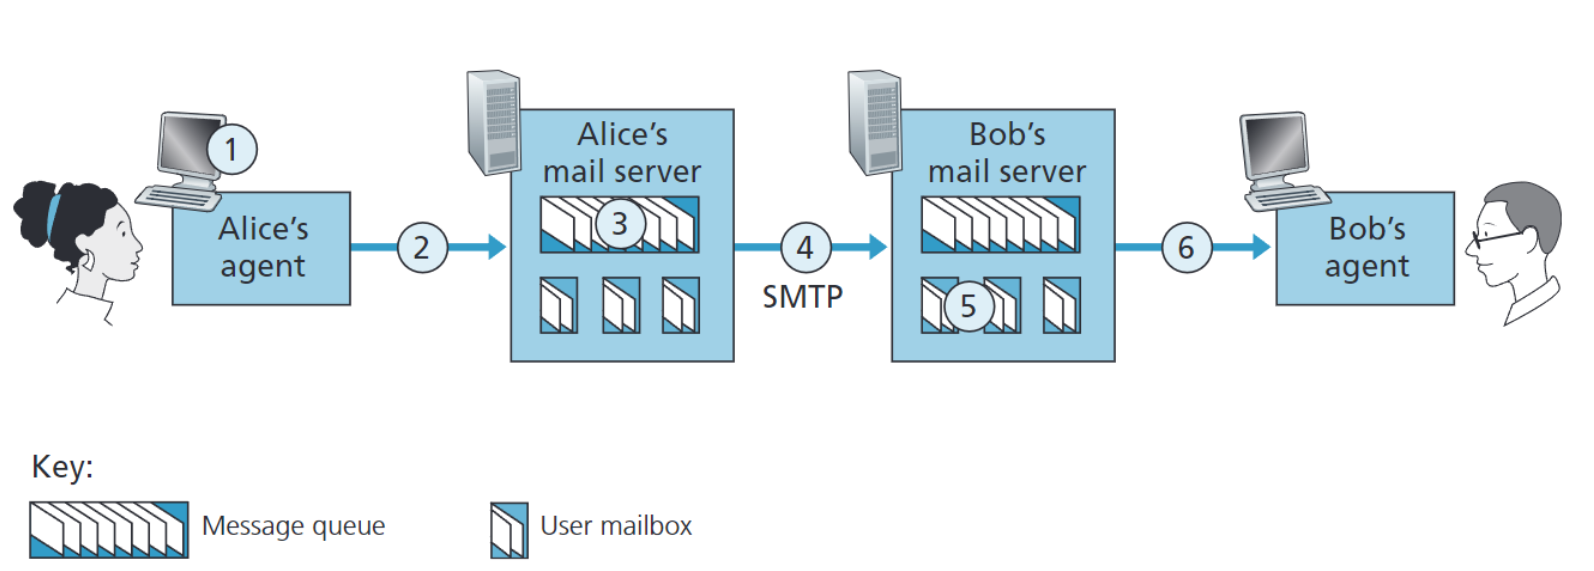 1
Alice's
agent
2
Alice's
mail server
3
4
SMTP
Bob's
mail server
5
6
Bob's
agent
Key:
Message queue
User mailbox